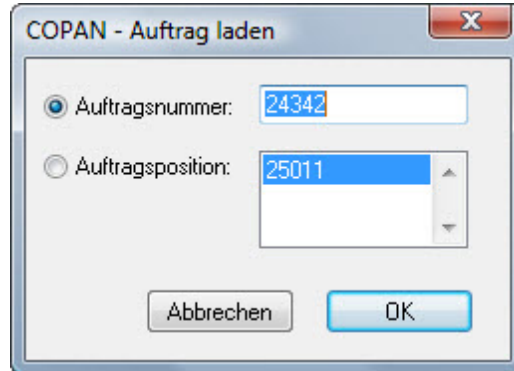 COPAN - Auftrag laden
Auftragsnummer: 24342
Auftragsposition: 25011
Abbrechen OK